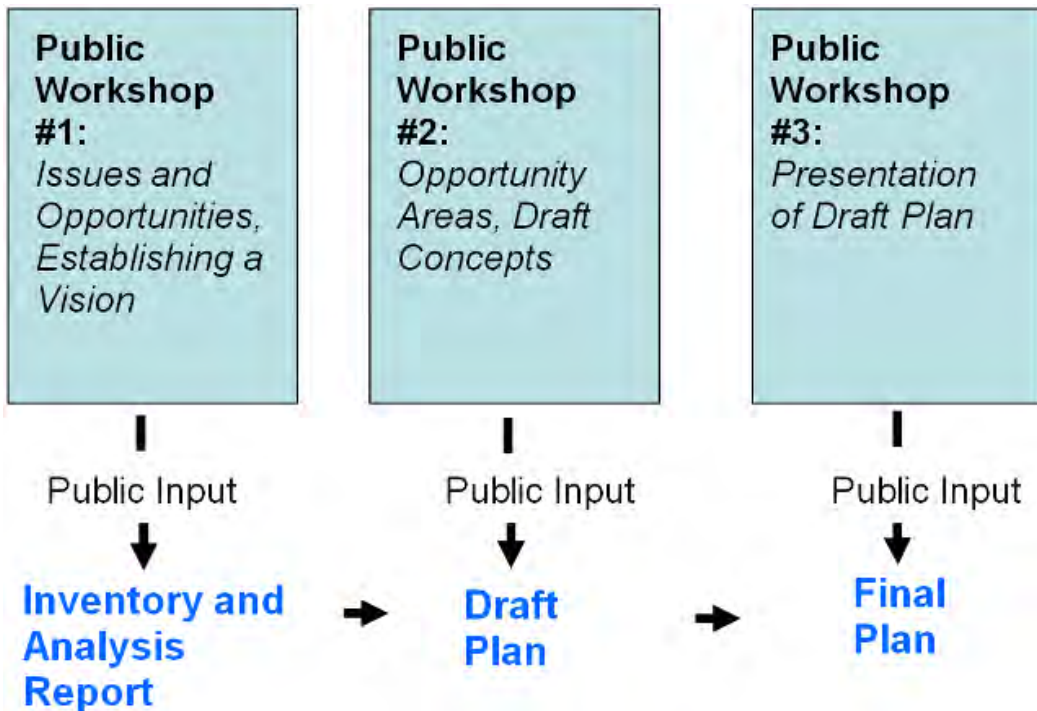 Public
Workshop
#1:
Issues and
Opportunities,
Establishing a
Vision
Public
Workshop
#2:
Opportunity
Areas, Draft
Concepts
Public
Workshop
#3:
Presentation
of Draft Plan
Public Input
Public Input
Public Input
Inventory and
Analysis
Report
Draft
Plan
Final
Plan